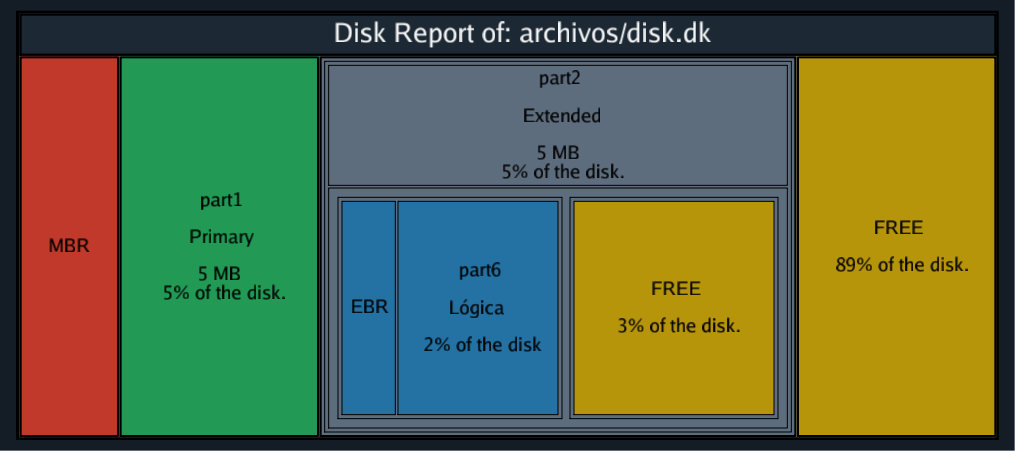 Disk Report of: archivos/disk.dk
MBR
part1
Primary
5 MB
5% of the disk.
part2
Extended
5 MB
5% of the disk.
EBR
part6
Lógica
2% of the disk
FREE
3% of the disk.
FREE
89% of the disk.